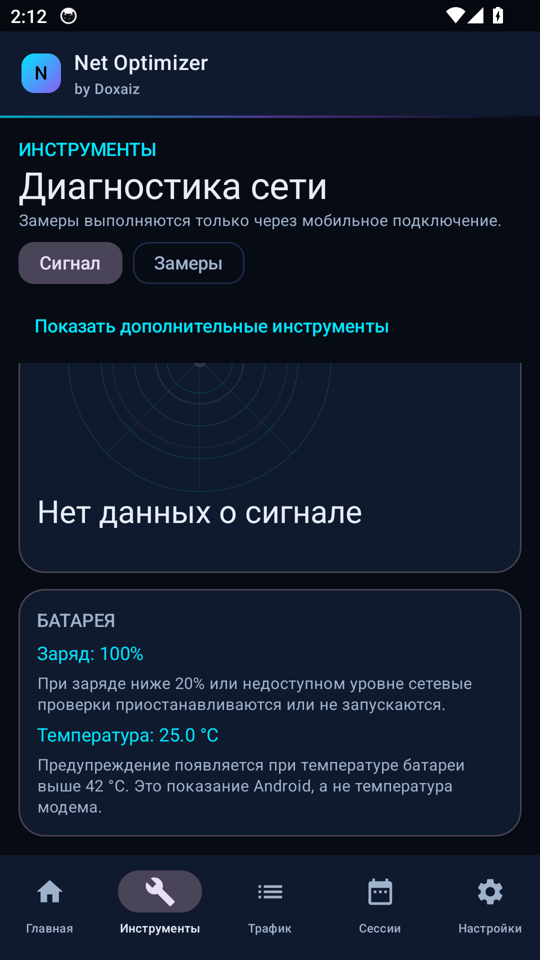 2:12
N
Net Optimizer
by Doxaiz
ИНСТРУМЕНТЫ
Диагностика сети
Замеры выполняются только через мобильное подключение.
Сигнал
Замеры
Показать дополнительные инструменты
Нет данных о сигнале
БАТАРЕЯ
Заряд: 100%
При заряде ниже 20% или недоступном уровне сетевые
проверки приостанавливаются или не запускаются.
Температура: 25.0 °C
Предупреждение появляется при температуре батареи
выше 42 °C. Это показание Android, а не температура
модема.
Главная
Инструменты
Трафик
Сессии
Настройки